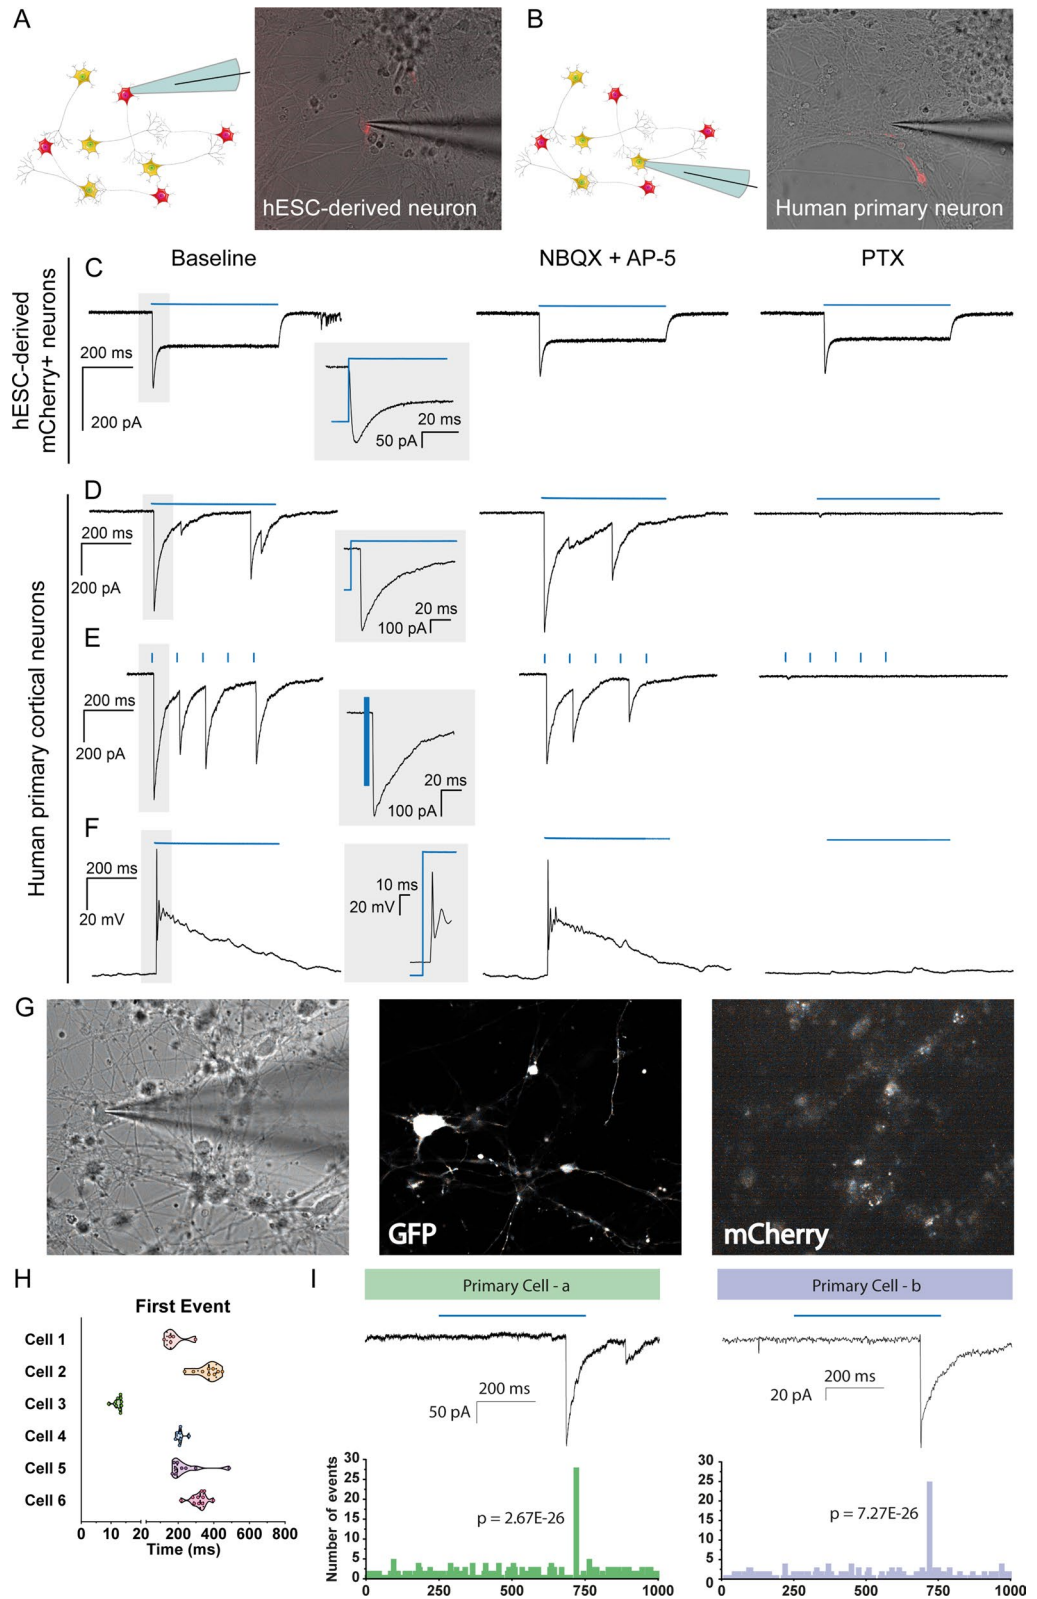 A
B
hESC-derived neuron
Human primary neuron
Baseline
NBQX + AP-5
PTX
hESC-derived
mCherry+ neurons
C
200 ms
200 pA
20 ms
50 pA
Human primary cortical neurons
D
200 ms
200 pA
20 ms
100 pA
E
200 ms
200 pA
20 ms
100 pA
F
200 ms
20 mV
10 ms
20 mV
G
GFP
mCherry
H
First Event
Cell 1
Cell 2
Cell 3
Cell 4
Cell 5
Cell 6
0 10 20 200 400 600 800
Time (ms)
I
Primary Cell - a
Primary Cell - b
200 ms
50 pA
200 ms
20 pA
Number of events
30
25
20
15
10
5
0
p = 2.67E-26
0 250 500 750 1000
30
25
20
15
10
5
0
p = 7.27E-26
0 250 500 750 1000